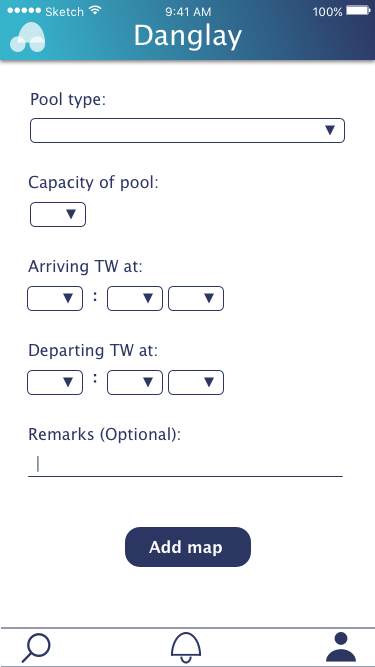 Sketch 9:41 AM 100%
Danglay
Pool type:
Capacity of pool:
Arriving TW at:
:
Departing TW at:
:
Remarks (Optional):
Add map